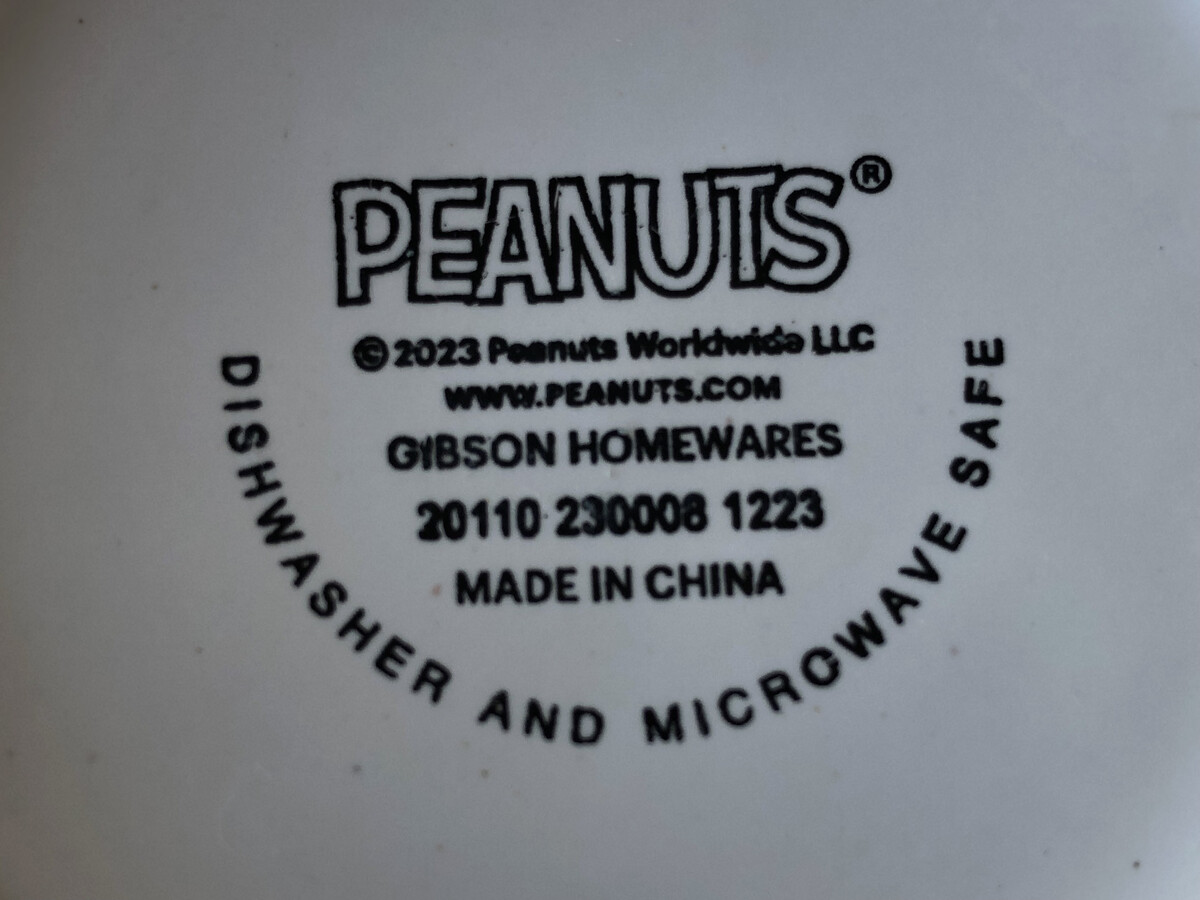 PEANUTS®
©2023 Peanuts Worldwide LLC
WWW.PEANUTS.COM
GIBSON HOMEWARES
20110 230008 1223
MADE IN CHINA
DISHWASHER AND MICROWAVE SAFE